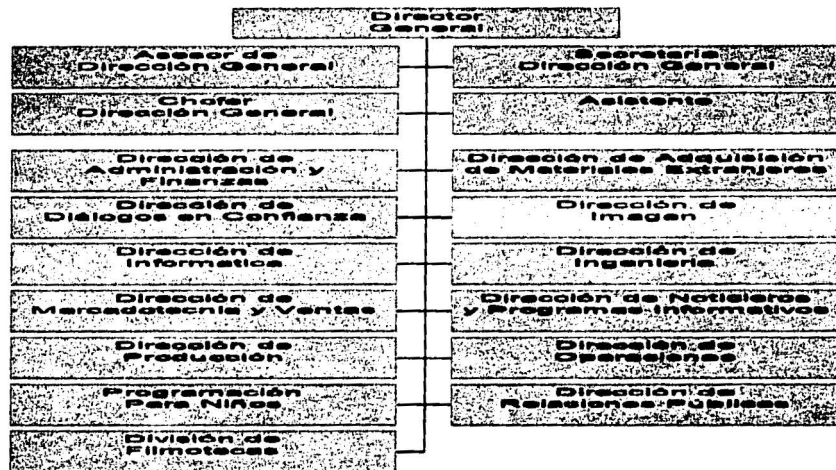 Director
General
Asesor de
Dirección General
Secretaria
Dirección General
Chofer
Dirección General
Asistente
Dirección de
Administración y
Finanzas
Dirección de Adquisición
de Materiales Extranjeros
Dirección de
Diálogos en Confianza
Dirección de
Imagen
Dirección de
Informatica
Dirección de
Ingeniería
Dirección de
Mercadotecnia y Ventas
Dirección de Noticieros
y Programas Informativos
Dirección de
Producción
Dirección de
Operaciones
Programación
Para Niños
Dirección de
Relaciones Públicas
División de
Filmotecas